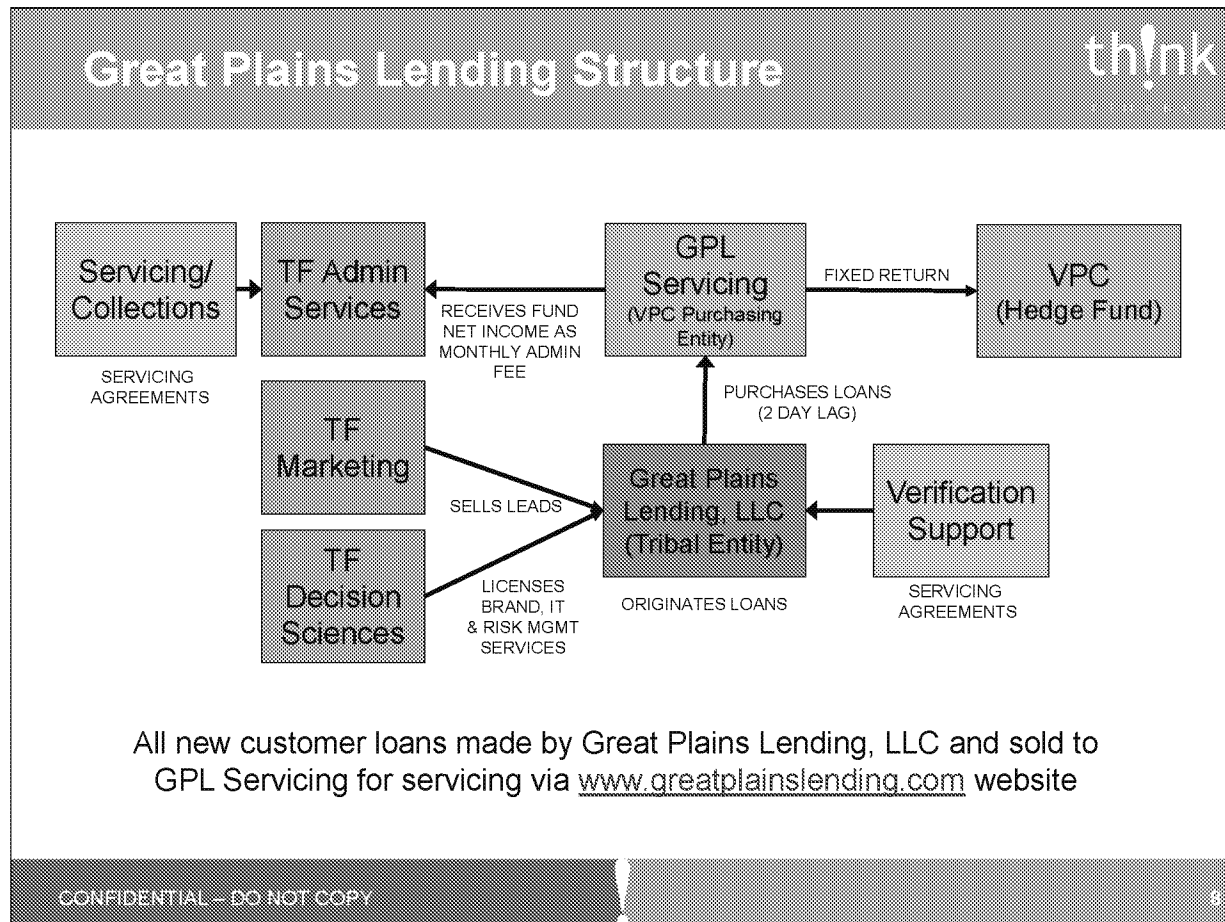 Great Plains Lending Structure
th!nk
Servicing/
Collections
SERVICING
AGREEMENTS
TF Admin
Services
RECEIVES FUND
NET INCOME AS
MONTHLY ADMIN
FEE
GPL
Servicing
(VPC Purchasing
Entity)
FIXED RETURN
VPC
(Hedge Fund)
PURCHASES LOANS
(2 DAY LAG)
TF
Marketing
SELLS LEADS
TF
Decision
Sciences
LICENSES
BRAND, IT
& RISK MGMT
SERVICES
Great Plains
Lending, LLC
(Tribal Entity)
ORIGINATES LOANS
Verification
Support
SERVICING
AGREEMENTS
All new customer loans made by Great Plains Lending, LLC and sold to
GPL Servicing for servicing via www.greatplainslending.com website
CONFIDENTIAL – DO NOT COPY